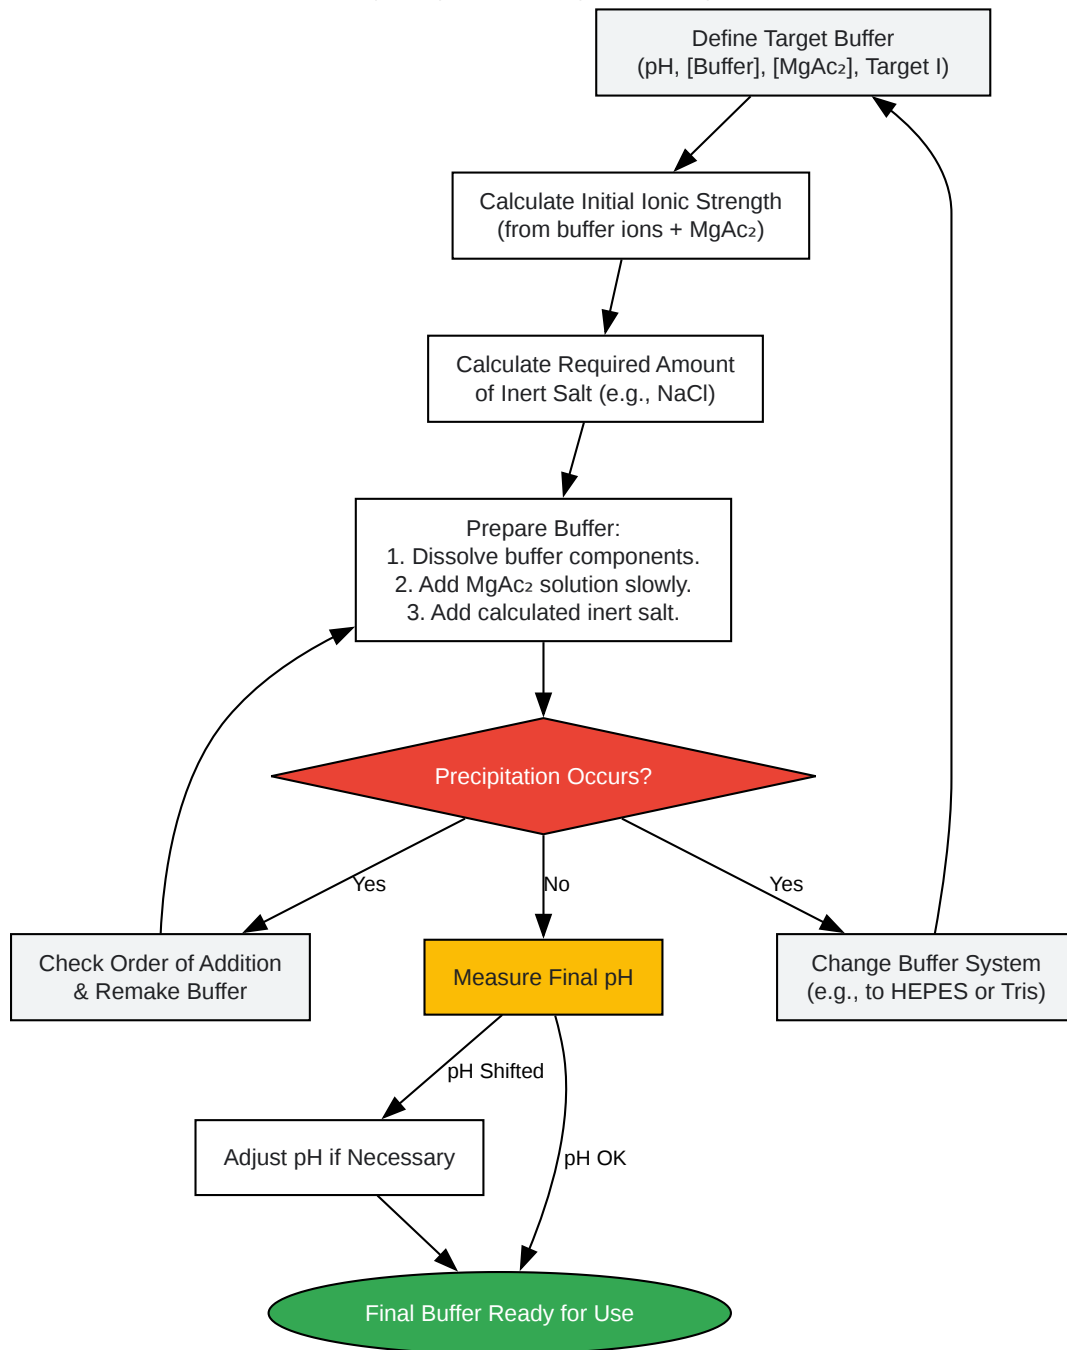 Define Target Buffer
(pH, [Buffer], [MgAc₂], Target I)
Calculate Initial Ionic Strength
(from buffer ions + MgAc₂)
Calculate Required Amount
of Inert Salt (e.g., NaCl)
Prepare Buffer:
1. Dissolve buffer components.
2. Add MgAc₂ solution slowly.
3. Add calculated inert salt.
Precipitation Occurs?
Yes
No
Yes
Check Order of Addition
& Remake Buffer
Measure Final pH
Change Buffer System
(e.g., to HEPES or Tris)
pH Shifted
Adjust pH if Necessary
pH OK
Final Buffer Ready for Use